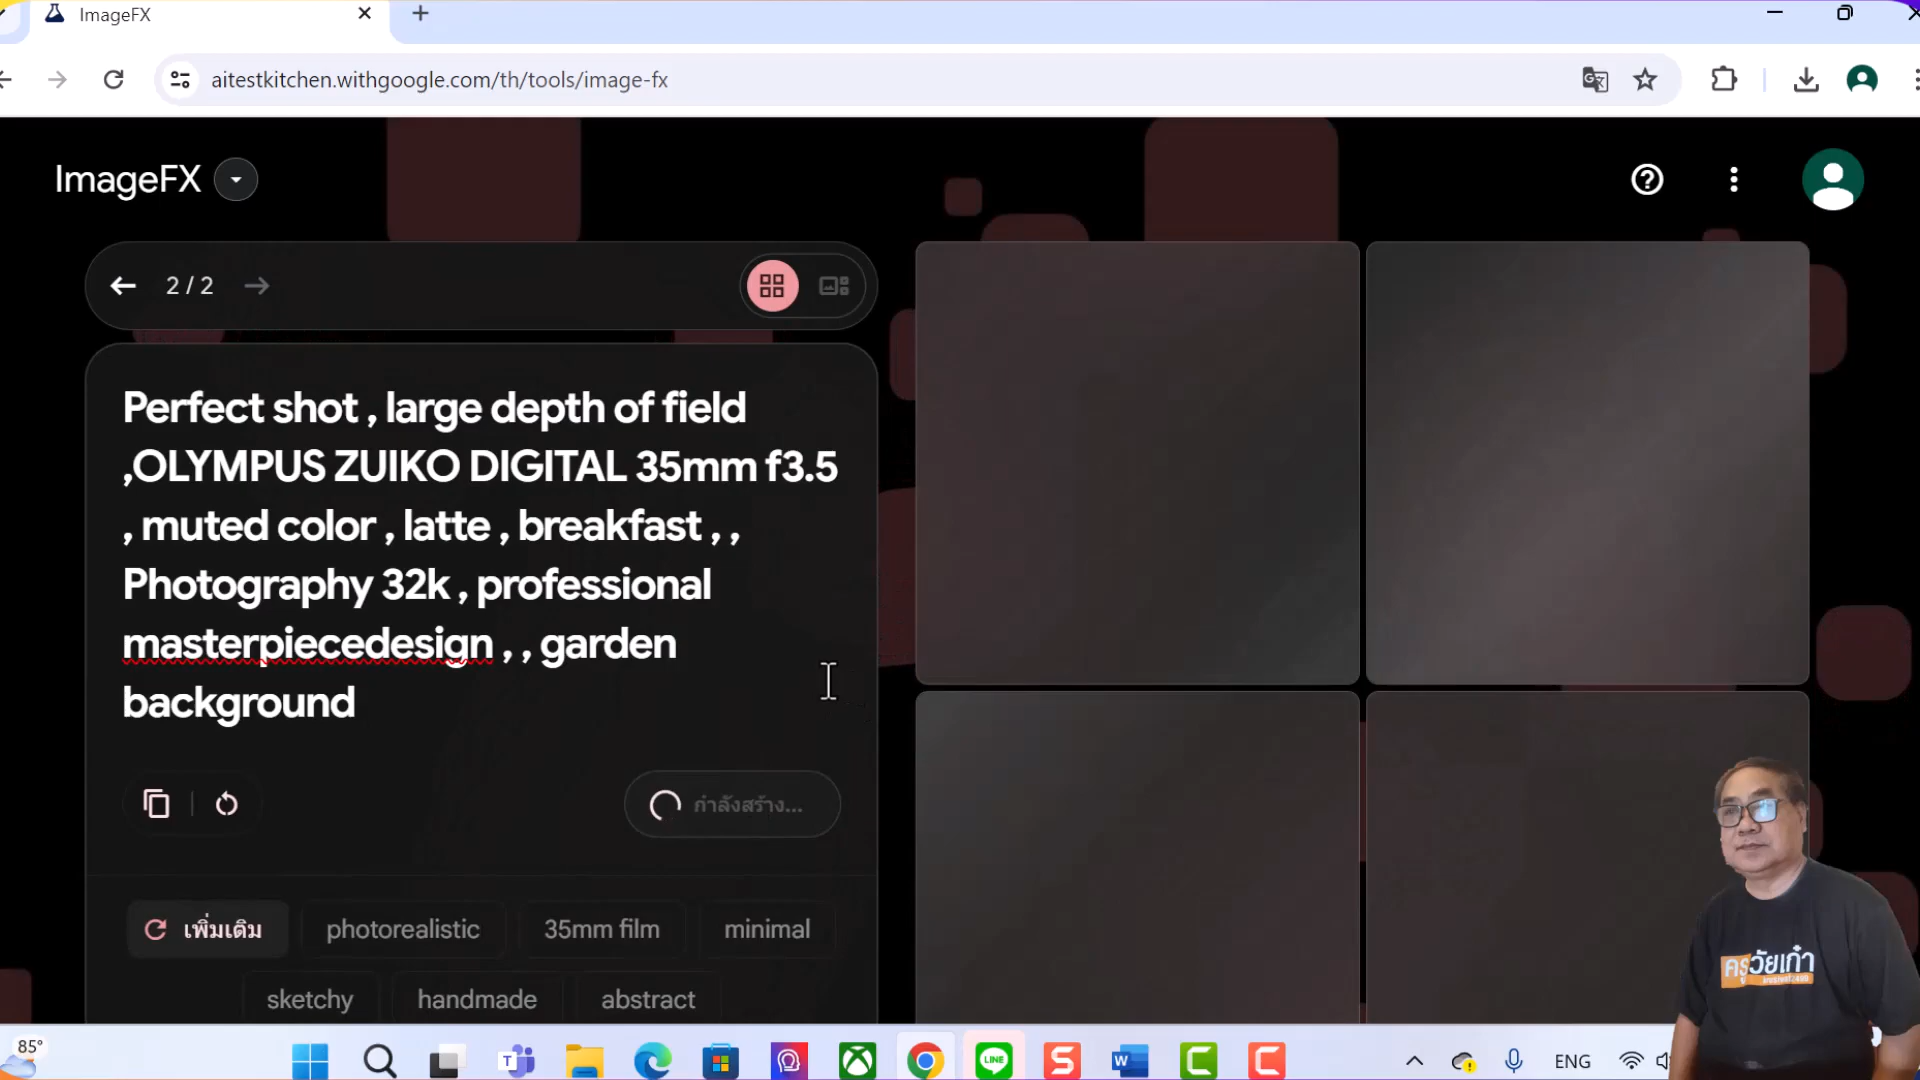 ImageFX
aitestkitchen.withgoogle.com/th/tools/image-fx
ImageFX
2 / 2
Perfect shot , large depth of field
,OLYMPUS ZUIKO DIGITAL 35mm f3.5
, muted color , latte , breakfast , ,
Photography 32k , professional
masterpiecedesign , , garden
background
กำลังสร้าง...
เพิ่มเติม
photorealistic
35mm film
minimal
sketchy
handmade
abstract
ครูวัยเก๋า
85°
LINE
ENG